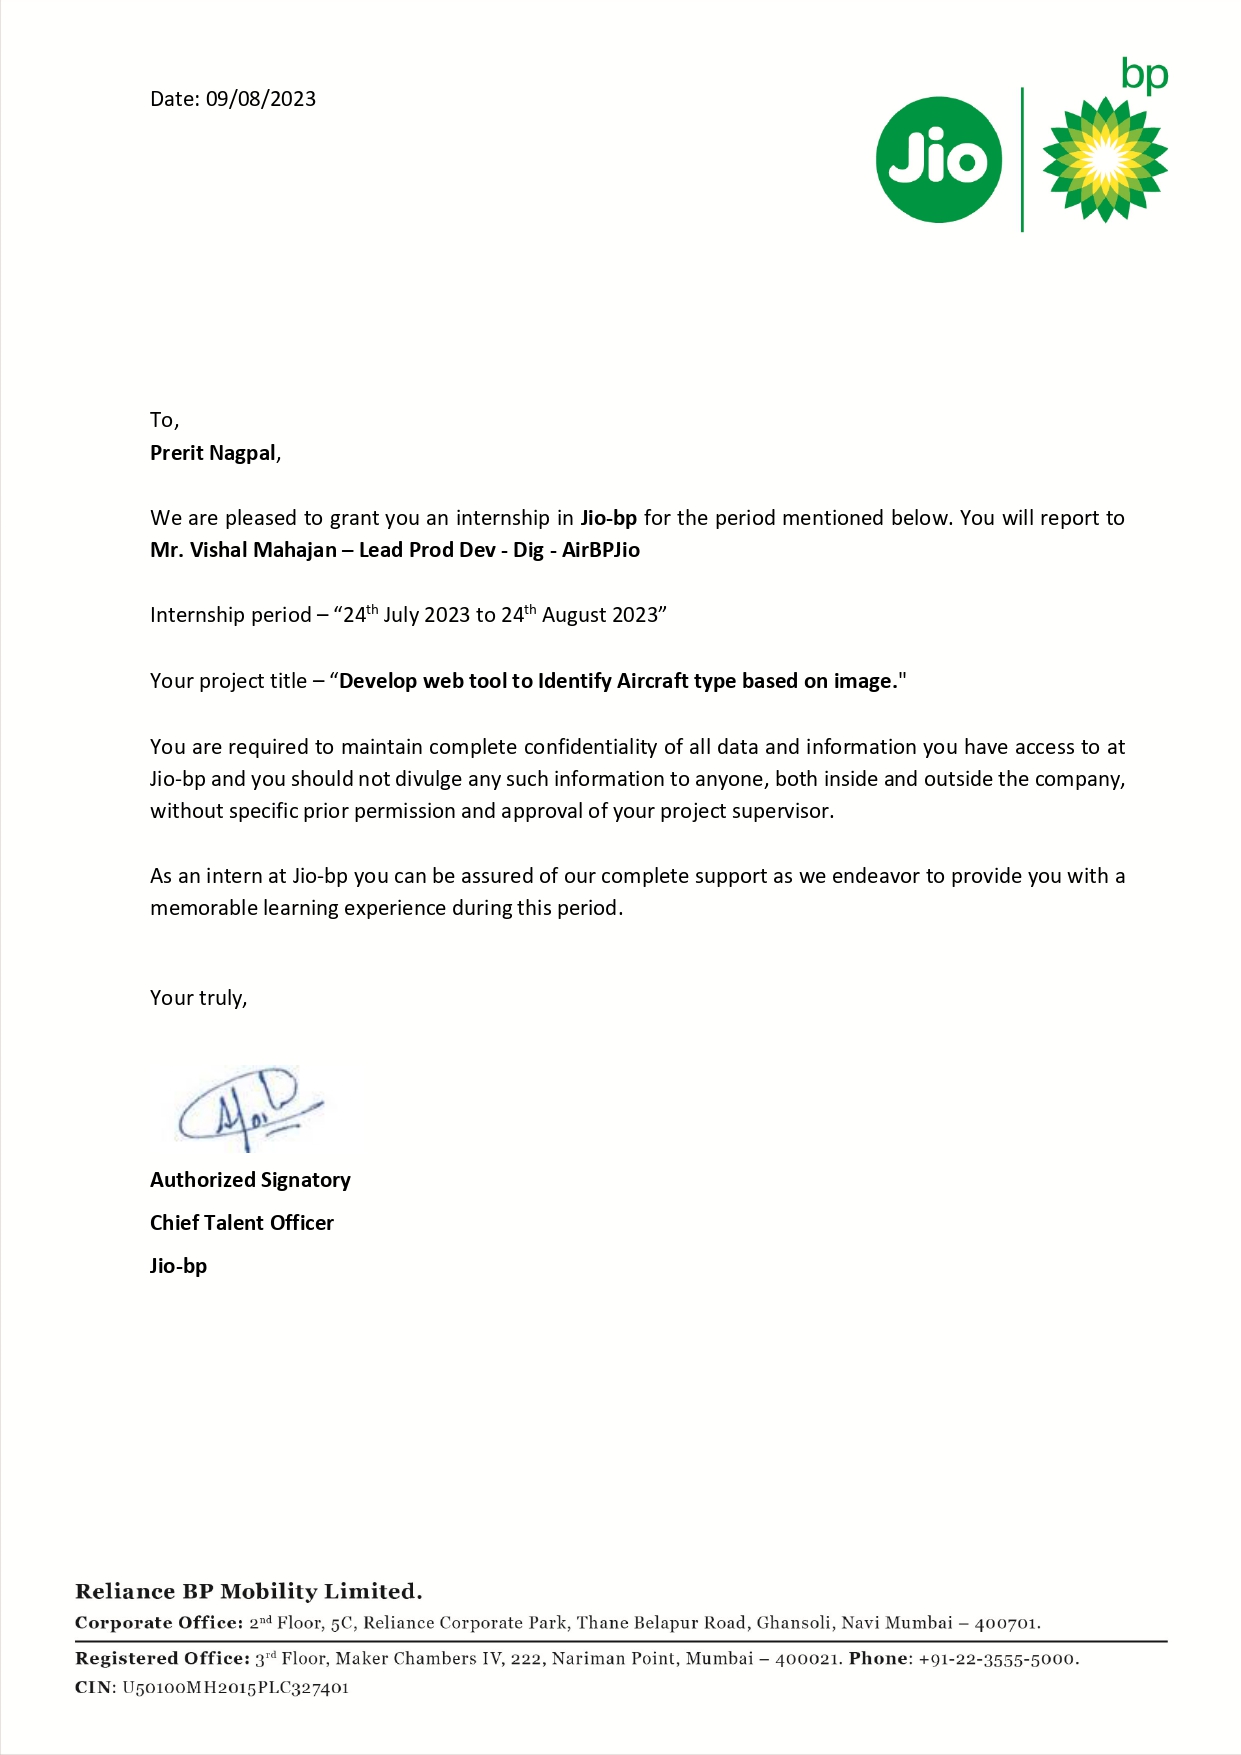 bp
Date: 09/08/2023
Jio
To,
Prerit Nagpal,
We are pleased to grant you an internship in Jio-bp for the period mentioned below. You will report to
Mr. Vishal Mahajan – Lead Prod Dev - Dig - AirBPJio
Internship period – “24th July 2023 to 24th August 2023”
Your project title – “Develop web tool to Identify Aircraft type based on image."
You are required to maintain complete confidentiality of all data and information you have access to at
Jio-bp and you should not divulge any such information to anyone, both inside and outside the company,
without specific prior permission and approval of your project supervisor.
As an intern at Jio-bp you can be assured of our complete support as we endeavor to provide you with a
memorable learning experience during this period.
Your truly,
Authorized Signatory
Chief Talent Officer
Jio-bp
Reliance BP Mobility Limited.
Corporate Office: 2nd Floor, 5C, Reliance Corporate Park, Thane Belapur Road, Ghansoli, Navi Mumbai – 400701.
Registered Office: 3rd Floor, Maker Chambers IV, 222, Nariman Point, Mumbai – 400021. Phone: +91-22-3555-5000.
CIN: U50100MH2015PLC327401